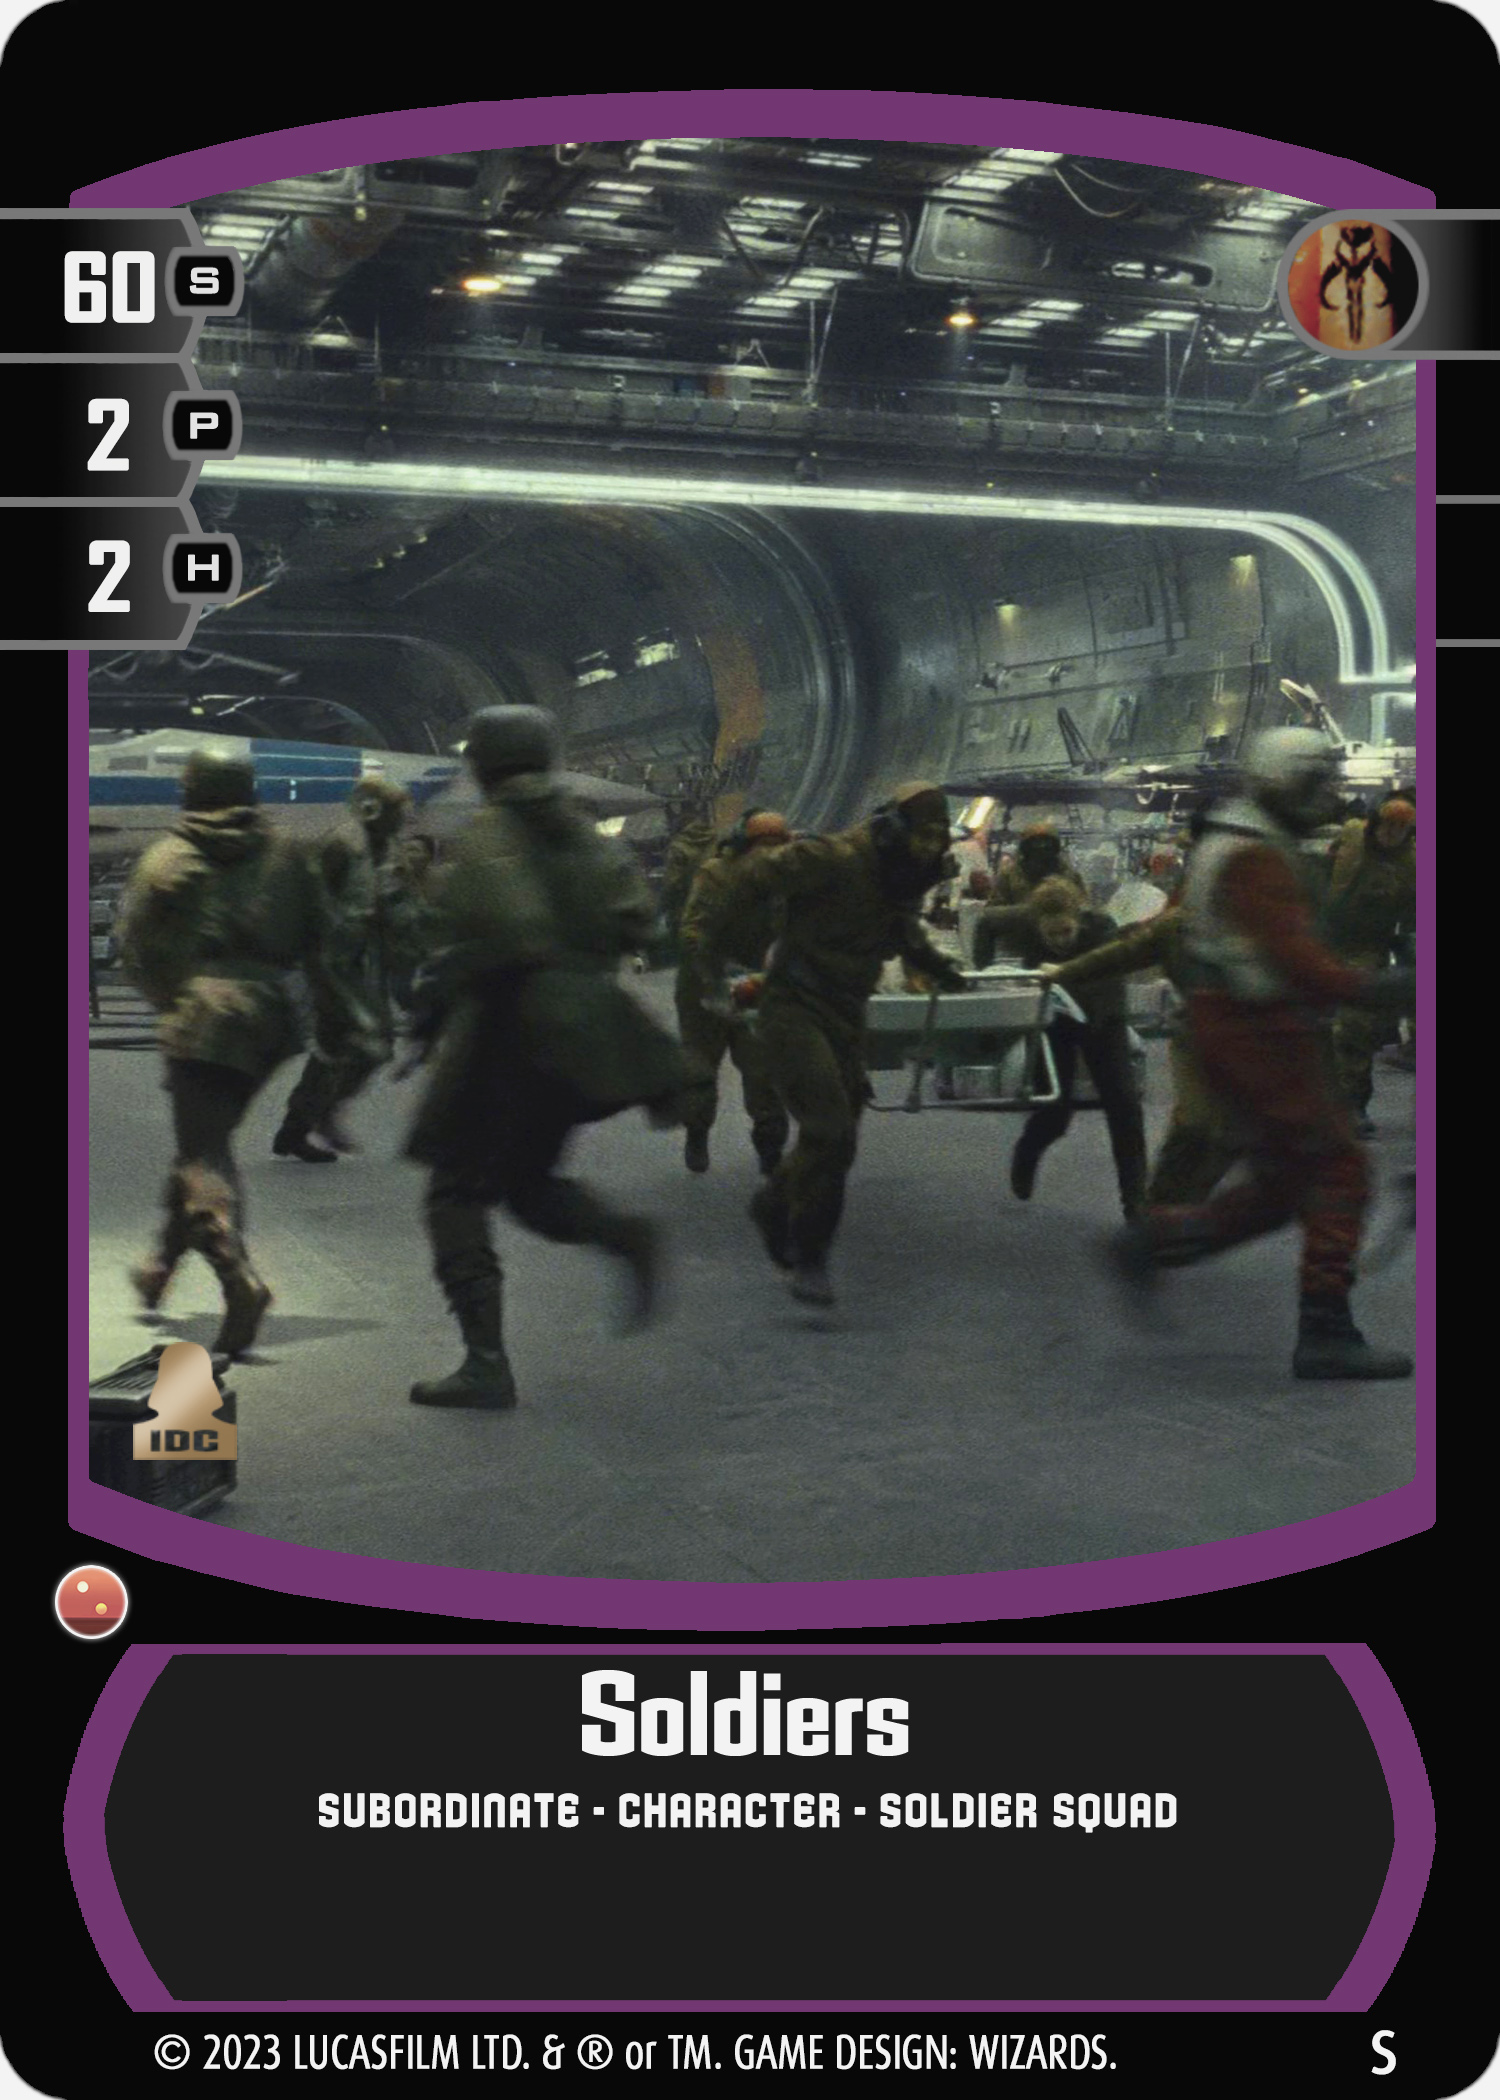 60 S
2 P
2 H
IDC
Soldiers
SUBORDINATE - CHARACTER - SOLDIER SQUAD
© 2023 LUCASFILM LTD. & ® or TM. GAME DESIGN: WIZARDS.
S